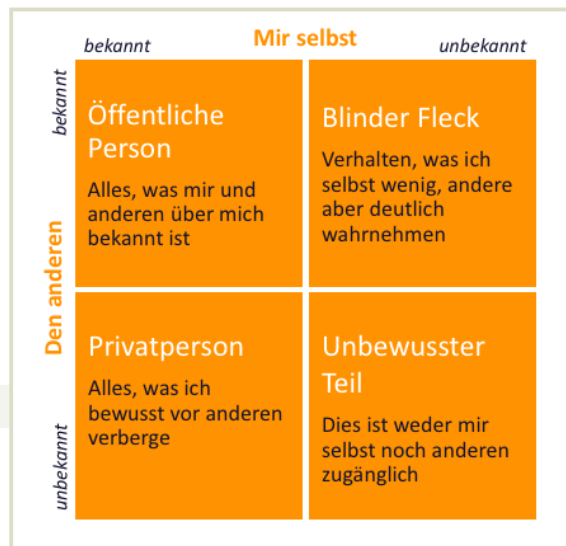 Mir selbst
bekannt
unbekannt
bekannt
Den anderen
unbekannt
Öffentliche
Person
Alles, was mir und
anderen über mich
bekannt ist
Blinder Fleck
Verhalten, was ich
selbst wenig, andere
aber deutlich
wahrnehmen
Privatperson
Alles, was ich
bewusst vor anderen
verberge
Unbewusster
Teil
Dies ist weder mir
selbst noch anderen
zugänglich